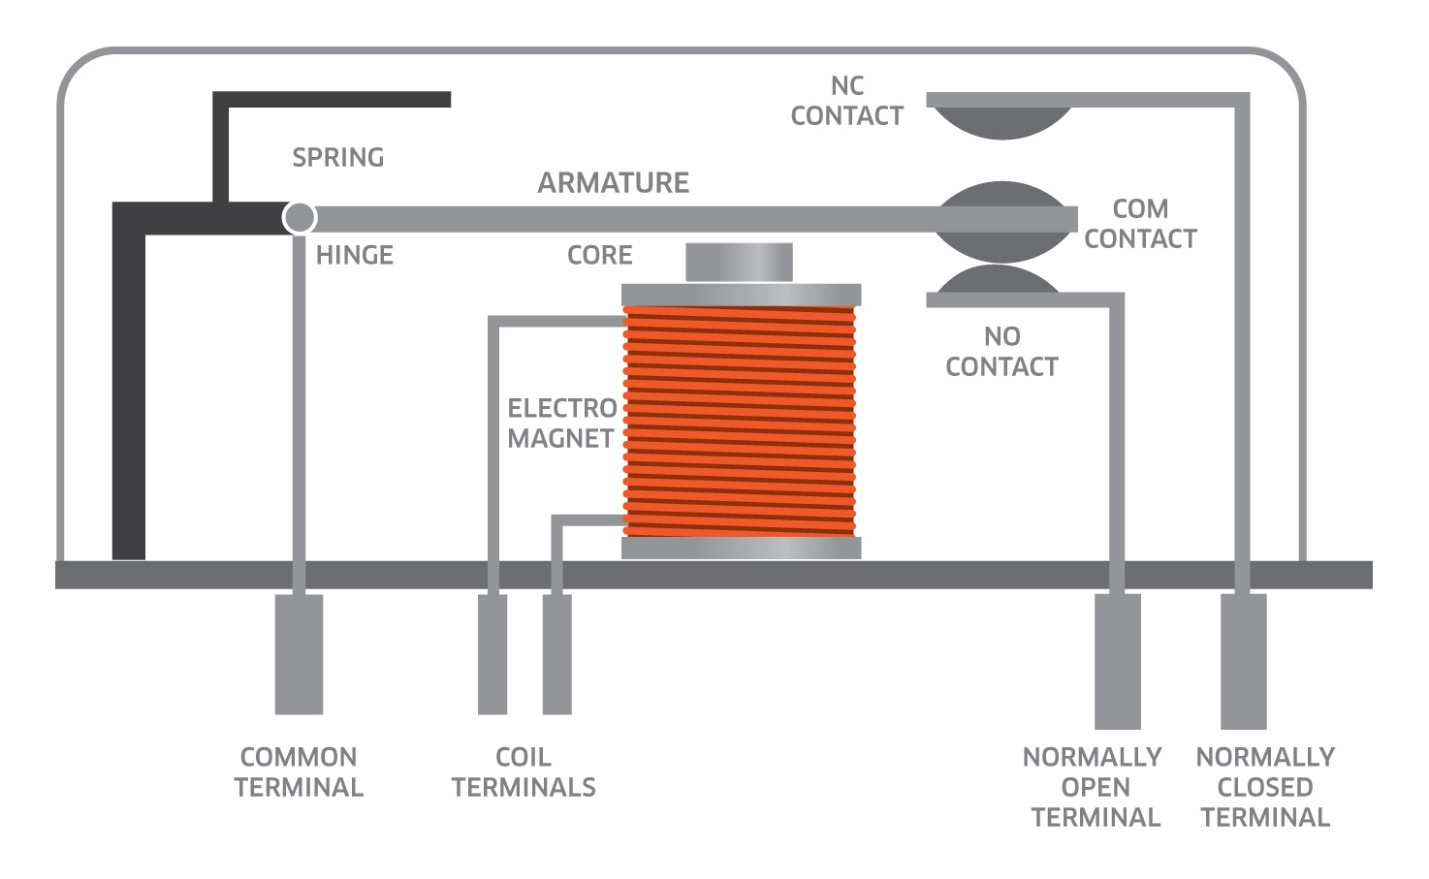 NC
CONTACT
SPRING
ARMATURE
COM
CONTACT
HINGE
CORE
NO
CONTACT
ELECTRO
MAGNET
COMMON
TERMINAL
COIL
TERMINALS
NORMALLY
OPEN
TERMINAL
NORMALLY
CLOSED
TERMINAL